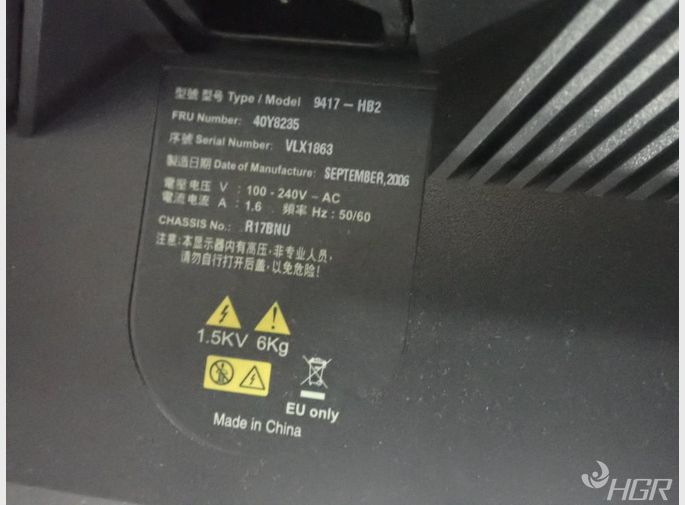 型號 型号 Type / Model 9417 - HB2
FRU Number: 40Y8235
序號 Serial Number: VLX1863
製造日期 Date of Manufacture: SEPTEMBER,2006
電壓 电压 V : 100 - 240V ~ AC
電流 电流 A : 1.6 頻率 Hz : 50/60
CHASSIS No.: R17BNU
注意:本显示器内有高压,非专业人员,
请勿自行打开后盖,以免危险!
1.5KV 6Kg
EU only
Made in China
HGR